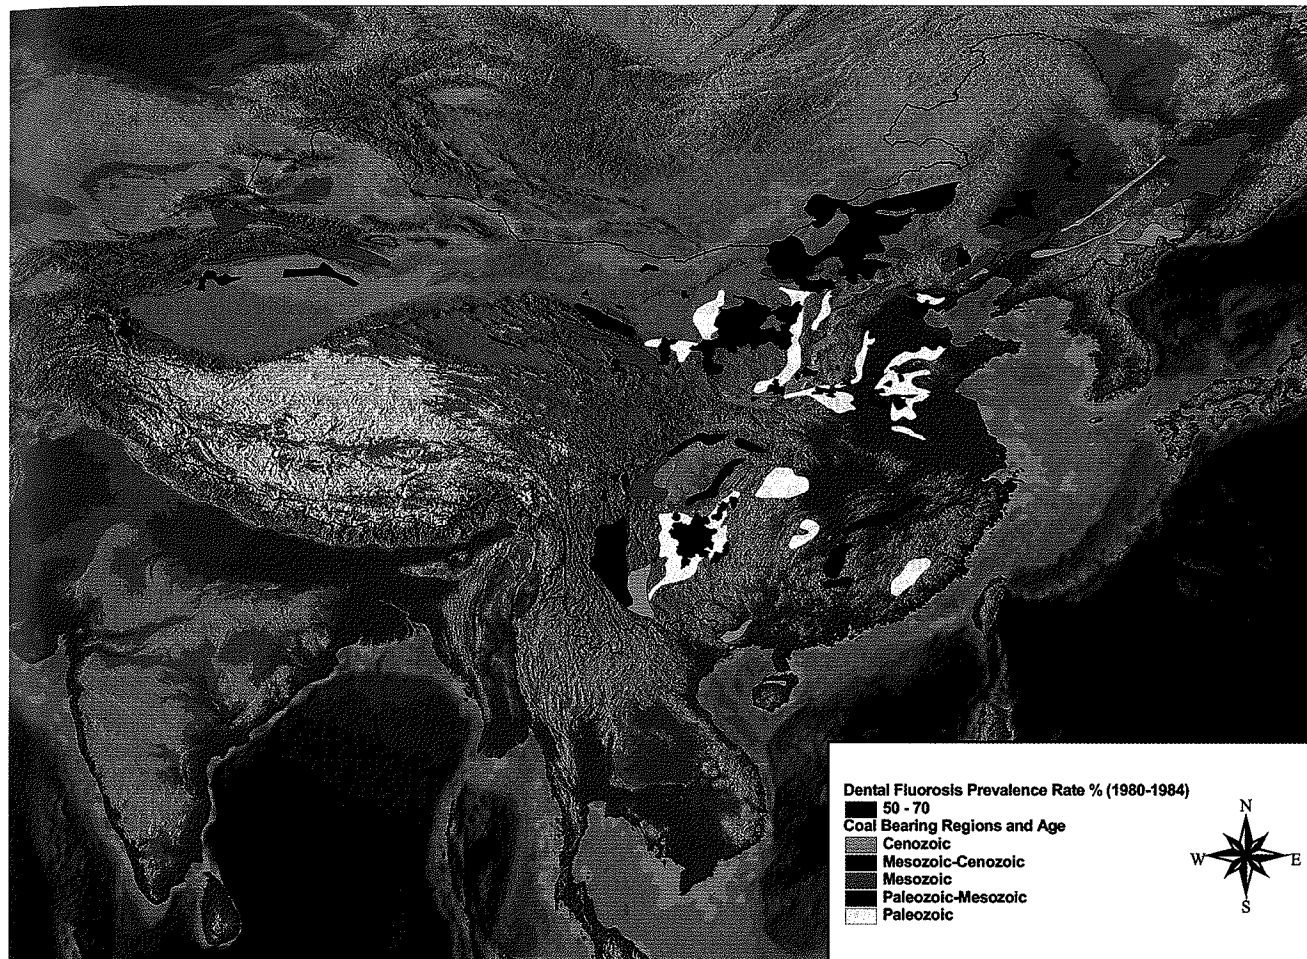 Dental Fluorosis Prevalence Rate % (1980-1984)
50 - 70
Coal Bearing Regions and Age
Cenozoic
Mesozoic-Cenozoic
Mesozoic
Paleozoic-Mesozoic
Paleozoic
N
W E
S